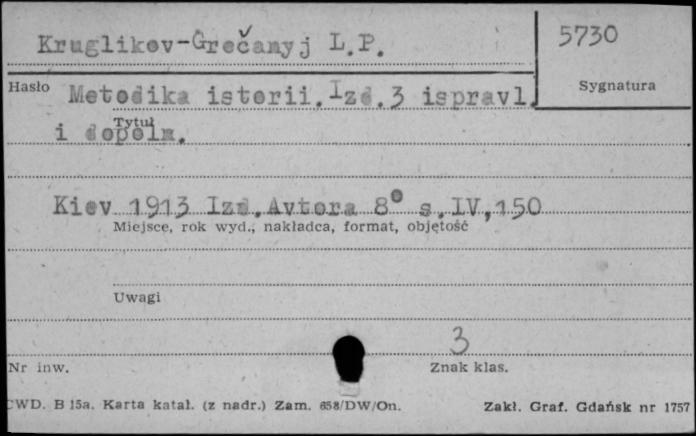 Kruglikov-Grečanyj L.P.
5730
Hasło
Sygnatura
Metodika istorii. Izd. 3 ispravl.
Tytuł
i dopoln.
Kiev 1913 Izd. Avtora 8° s. IV, 150
Miejsce, rok wyd., nakładca, format, objętość
Uwagi
3
Nr inw.
Znak klas.
CWD. B 15a. Karta katal. (z nadr.) Zam. 658/DW/On.
Zakł. Graf. Gdańsk nr 1757